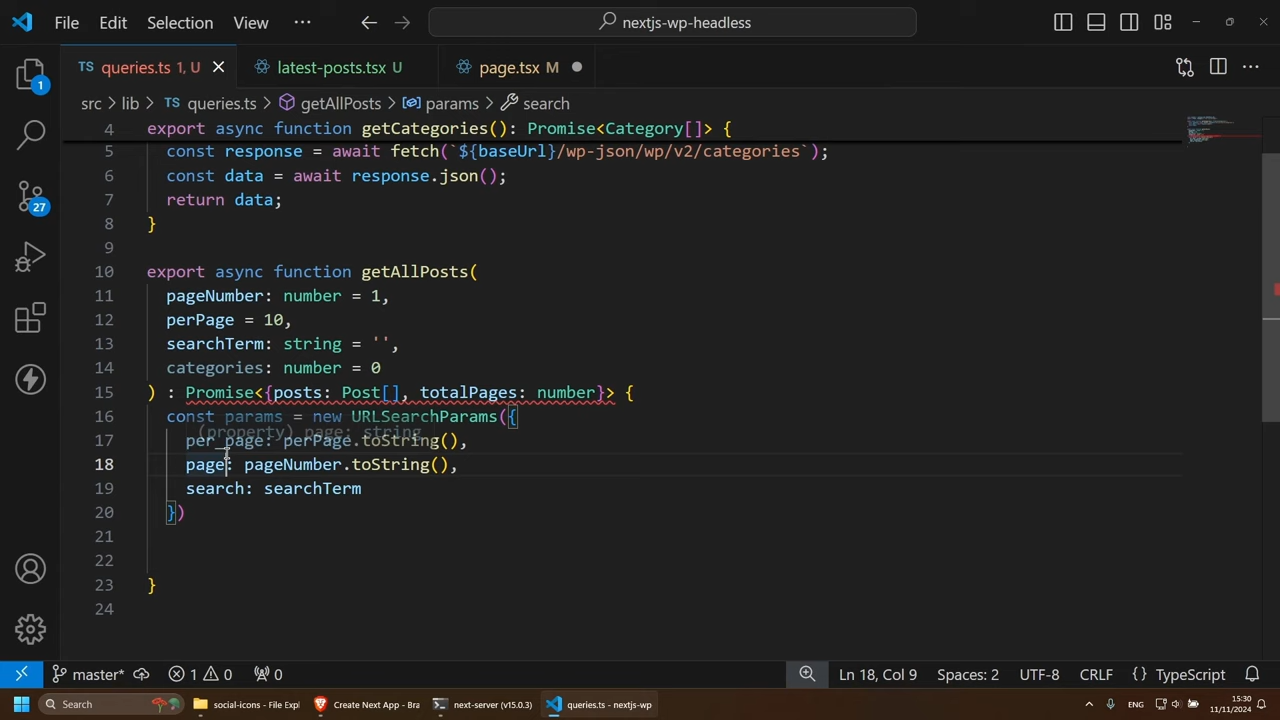 File Edit Selection View ··· nextjs-wp-headless
TS queries.ts 1, U latest-posts.tsx U page.tsx M
src > lib > TS queries.ts > getAllPosts > params > search
4 export async function getCategories(): Promise<Category[]> {
5 const response = await fetch(`${baseUrl}/wp-json/wp/v2/categories`);
6 const data = await response.json();
7 return data;
8 }
9
10 export async function getAllPosts(
11 pageNumber: number = 1,
12 perPage = 10,
13 searchTerm: string = '',
14 categories: number = 0
15 ) : Promise<{posts: Post[], totalPages: number}> {
16 const params = new URLSearchParams({
(property) page: string
17 per_page: perPage.toString(),
18 page: pageNumber.toString(),
19 search: searchTerm
20 })
21
22
23 }
24
1
27
master* 1 0 0 Ln 18, Col 9 Spaces: 2 UTF-8 CRLF {} TypeScript
Search social-icons - File Expl Create Next App - Bra next-server (v15.0.3) queries.ts - nextjs-wp ENG 15:30
11/11/2024